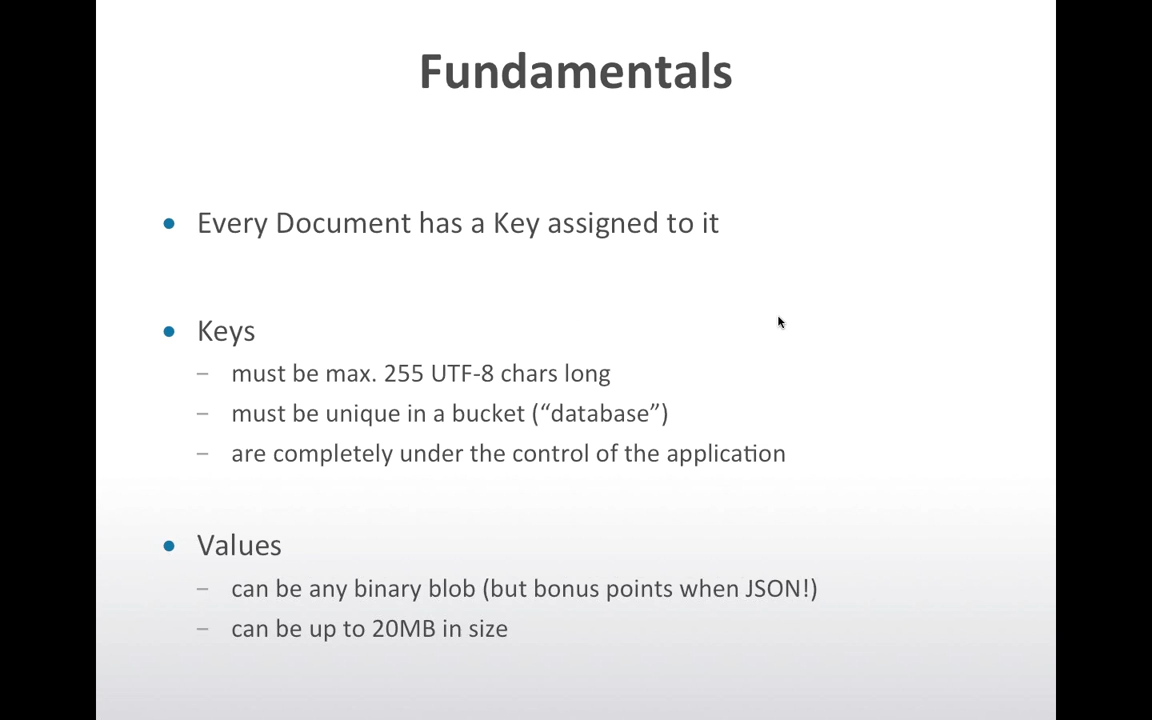 Fundamentals
• Every Document has a Key assigned to it
• Keys
– must be max. 255 UTF-8 chars long
– must be unique in a bucket (“database”)
– are completely under the control of the application
• Values
– can be any binary blob (but bonus points when JSON!)
– can be up to 20MB in size